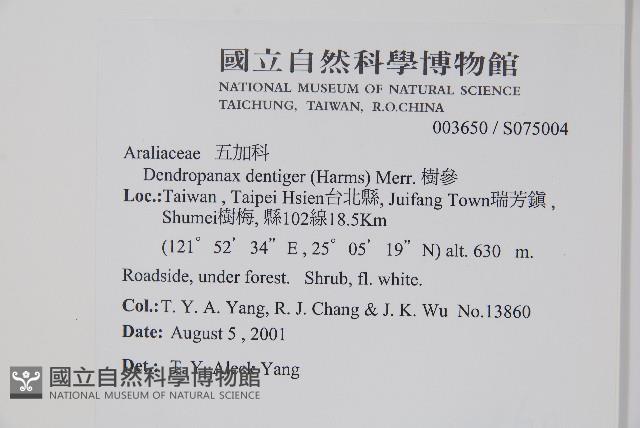 國立自然科學博物館
NATIONAL MUSEUM OF NATURAL SCIENCE
TAICHUNG, TAIWAN, R.O.CHINA
003650 / S075004
Araliaceae 五加科
Dendropanax dentiger (Harms) Merr. 樹參
Loc.:Taiwan , Taipei Hsien台北縣, Juifang Town瑞芳鎮 ,
Shumei樹梅, 縣102線18.5Km
(121° 52' 34" E , 25° 05' 19" N) alt. 630 m.
Roadside, under forest. Shrub, fl. white.
Col.: T. Y. A. Yang, R. J. Chang & J. K. Wu No.13860
Date: August 5 , 2001
Det.: T. Y. Aleck Yang
國立自然科學博物館
NATIONAL MUSEUM OF NATURAL SCIENCE